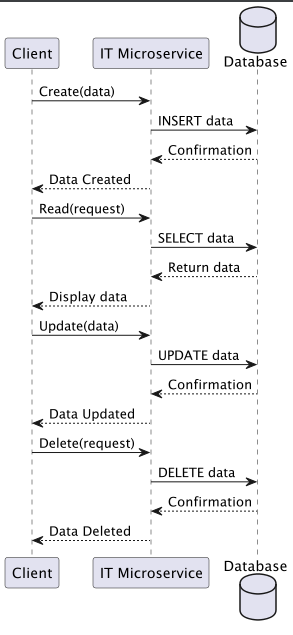 Client
IT Microservice
Database
Create(data)
INSERT data
Confirmation
Data Created
Read(request)
SELECT data
Return data
Display data
Update(data)
UPDATE data
Confirmation
Data Updated
Delete(request)
DELETE data
Confirmation
Data Deleted
Client
IT Microservice
Database